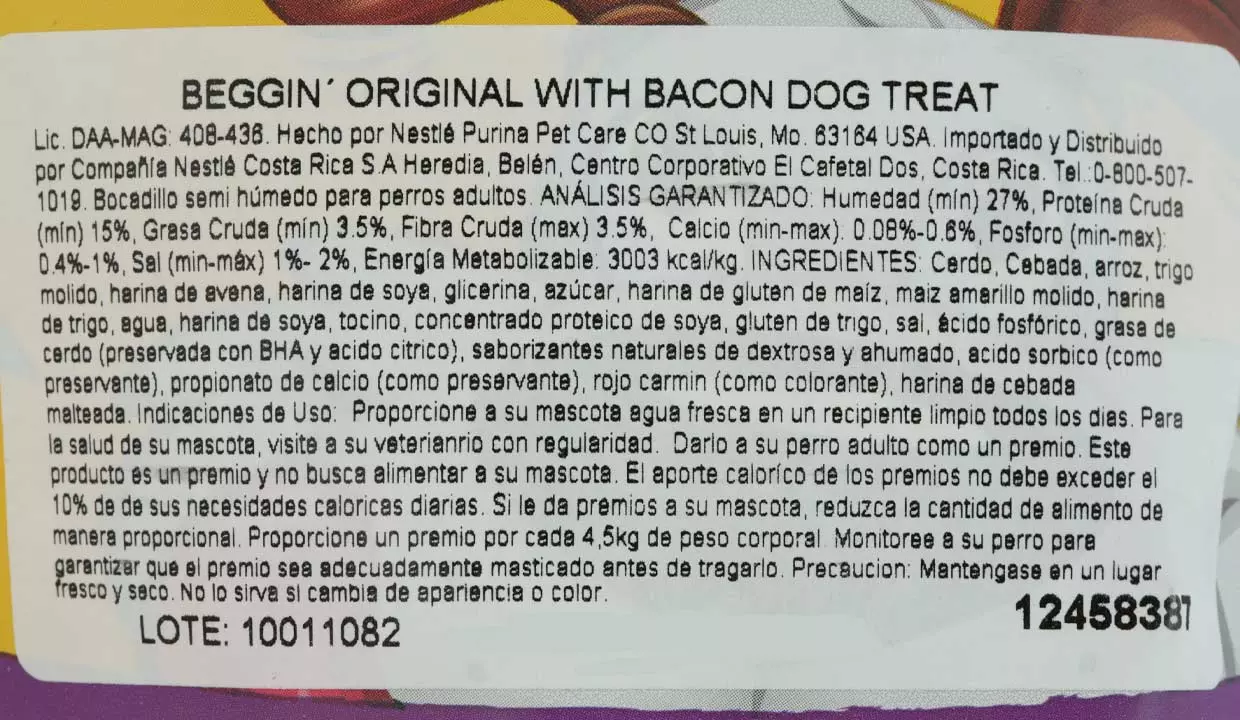 BEGGIN´ ORIGINAL WITH BACON DOG TREAT
Lic. DAA-MAG: 408-436. Hecho por Nestlé Purina Pet Care CO St Louis, Mo. 63164 USA. Importado y Distribuido
por Compañía Nestlé Costa Rica S.A Heredia, Belén, Centro Corporativo El Cafetal Dos, Costa Rica. Tel.:0-800-507-
1019. Bocadillo semi húmedo para perros adultos. ANÁLISIS GARANTIZADO: Humedad (mín) 27%, Proteína Cruda
(mín) 15%, Grasa Cruda (mín) 3.5%, Fibra Cruda (max) 3.5%, Calcio (min-max): 0.08%-0.6%, Fosforo (min-max):
0.4%-1%, Sal (min-máx) 1%- 2%, Energía Metabolizable: 3003 kcal/kg. INGREDIENTES: Cerdo, Cebada, arroz, trigo
molido, harina de avena, harina de soya, glicerina, azúcar, harina de gluten de maíz, maiz amarillo molido, harina
de trigo, agua, harina de soya, tocino, concentrado proteico de soya, gluten de trigo, sal, ácido fosfórico, grasa de
cerdo (preservada con BHA y acido citrico), saborizantes naturales de dextrosa y ahumado, acido sorbico (como
preservante), propionato de calcio (como preservante), rojo carmin (como colorante), harina de cebada
malteada. Indicaciones de Uso: Proporcione a su mascota agua fresca en un recipiente limpio todos los dias. Para
la salud de su mascota, visite a su veterianrio con regularidad. Darlo a su perro adulto como un premio. Este
producto es un premio y no busca alimentar a su mascota. El aporte calorico de los premios no debe exceder el
10% de de sus necesidades caloricas diarias. Si le da premios a su mascota, reduzca la cantidad de alimento de
manera proporcional. Proporcione un premio por cada 4,5kg de peso corporal. Monitoree a su perro para
garantizar que el premio sea adecuadamente masticado antes de tragarlo. Precaucion: Mantengase en un lugar
fresco y seco. No lo sirva si cambia de apariencia o color.
LOTE: 10011082
12458387